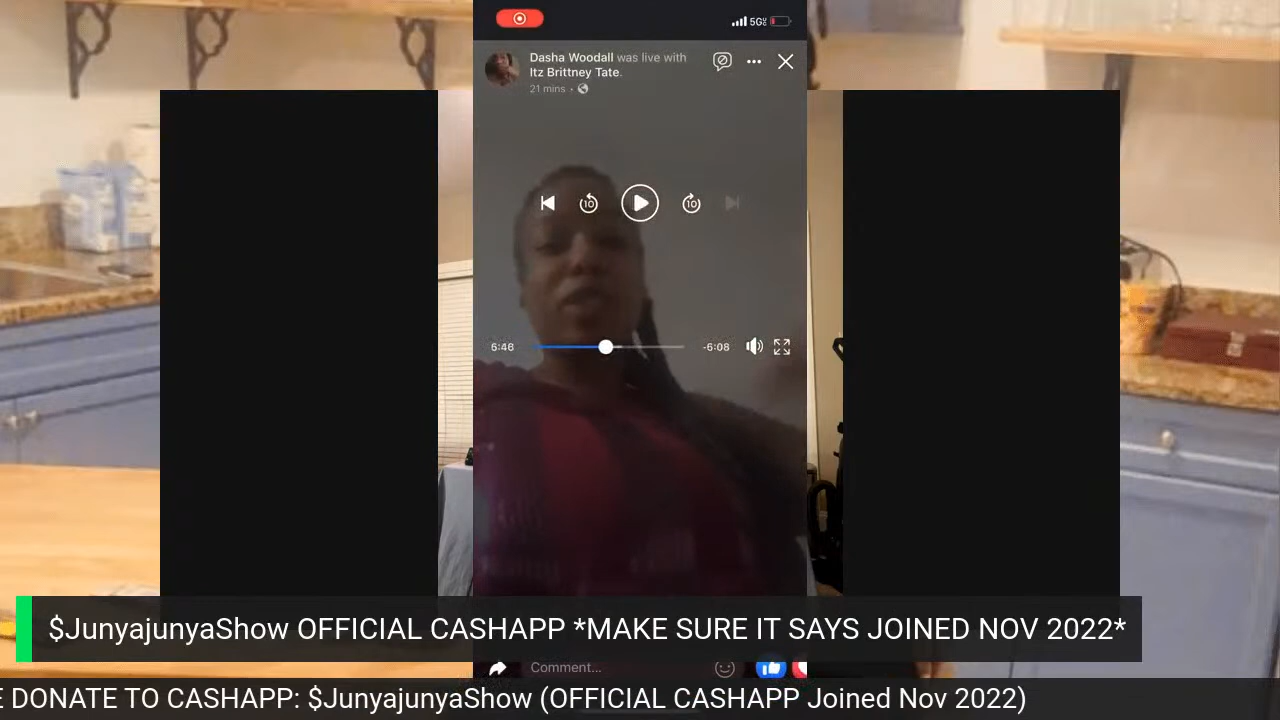 5G
Dasha Woodall was live with
Itz Brittney Tate.
21 mins
10
10
5:46
-6:08
$JunyajunyaShow OFFICIAL CASHAPP *MAKE SURE IT SAYS JOINED NOV 2022*
Comment...
E DONATE TO CASHAPP: $JunyajunyaShow (OFFICIAL CASHAPP Joined Nov 2022)